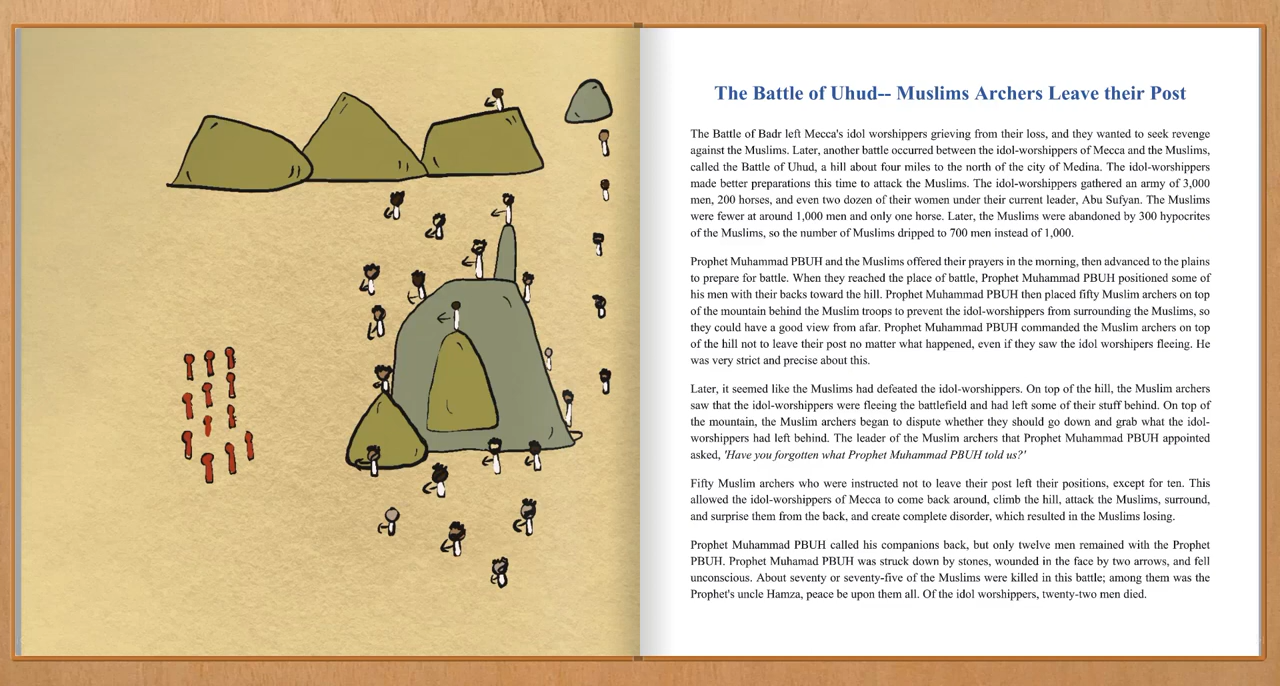 The Battle of Uhud-- Muslims Archers Leave their Post
The Battle of Badr left Mecca's idol worshippers grieving from their loss, and they wanted to seek revenge
against the Muslims. Later, another battle occurred between the idol-worshippers of Mecca and the Muslims,
called the Battle of Uhud, a hill about four miles to the north of the city of Medina. The idol-worshippers
made better preparations this time to attack the Muslims. The idol-worshippers gathered an army of 3,000
men, 200 horses, and even two dozen of their women under their current leader, Abu Sufyan. The Muslims
were fewer at around 1,000 men and only one horse. Later, the Muslims were abandoned by 300 hypocrites
of the Muslims, so the number of Muslims dripped to 700 men instead of 1,000.
Prophet Muhammad PBUH and the Muslims offered their prayers in the morning, then advanced to the plains
to prepare for battle. When they reached the place of battle, Prophet Muhammad PBUH positioned some of
his men with their backs toward the hill. Prophet Muhammad PBUH then placed fifty Muslim archers on top
of the mountain behind the Muslim troops to prevent the idol-worshippers from surrounding the Muslims, so
they could have a good view from afar. Prophet Muhammad PBUH commanded the Muslim archers on top
of the hill not to leave their post no matter what happened, even if they saw the idol worshipers fleeing. He
was very strict and precise about this.
Later, it seemed like the Muslims had defeated the idol-worshippers. On top of the hill, the Muslim archers
saw that the idol-worshippers were fleeing the battlefield and had left some of their stuff behind. On top of
the mountain, the Muslim archers began to dispute whether they should go down and grab what the idol-
worshippers had left behind. The leader of the Muslim archers that Prophet Muhammad PBUH appointed
asked, 'Have you forgotten what Prophet Muhammad PBUH told us?'
Fifty Muslim archers who were instructed not to leave their post left their positions, except for ten. This
allowed the idol-worshippers of Mecca to come back around, climb the hill, attack the Muslims, surround,
and surprise them from the back, and create complete disorder, which resulted in the Muslims losing.
Prophet Muhammad PBUH called his companions back, but only twelve men remained with the Prophet
PBUH. Prophet Muhamad PBUH was struck down by stones, wounded in the face by two arrows, and fell
unconscious. About seventy or seventy-five of the Muslims were killed in this battle; among them was the
Prophet's uncle Hamza, peace be upon them all. Of the idol worshippers, twenty-two men died.